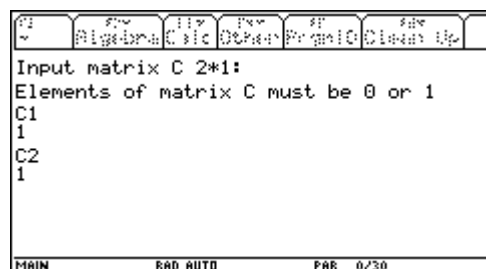 Algebra Calc Other PrgmIO Clean Up
Input matrix C 2*1:
Elements of matrix C must be 0 or 1
C1
1
C2
1
MAIN RAD AUTO PAR 0/30